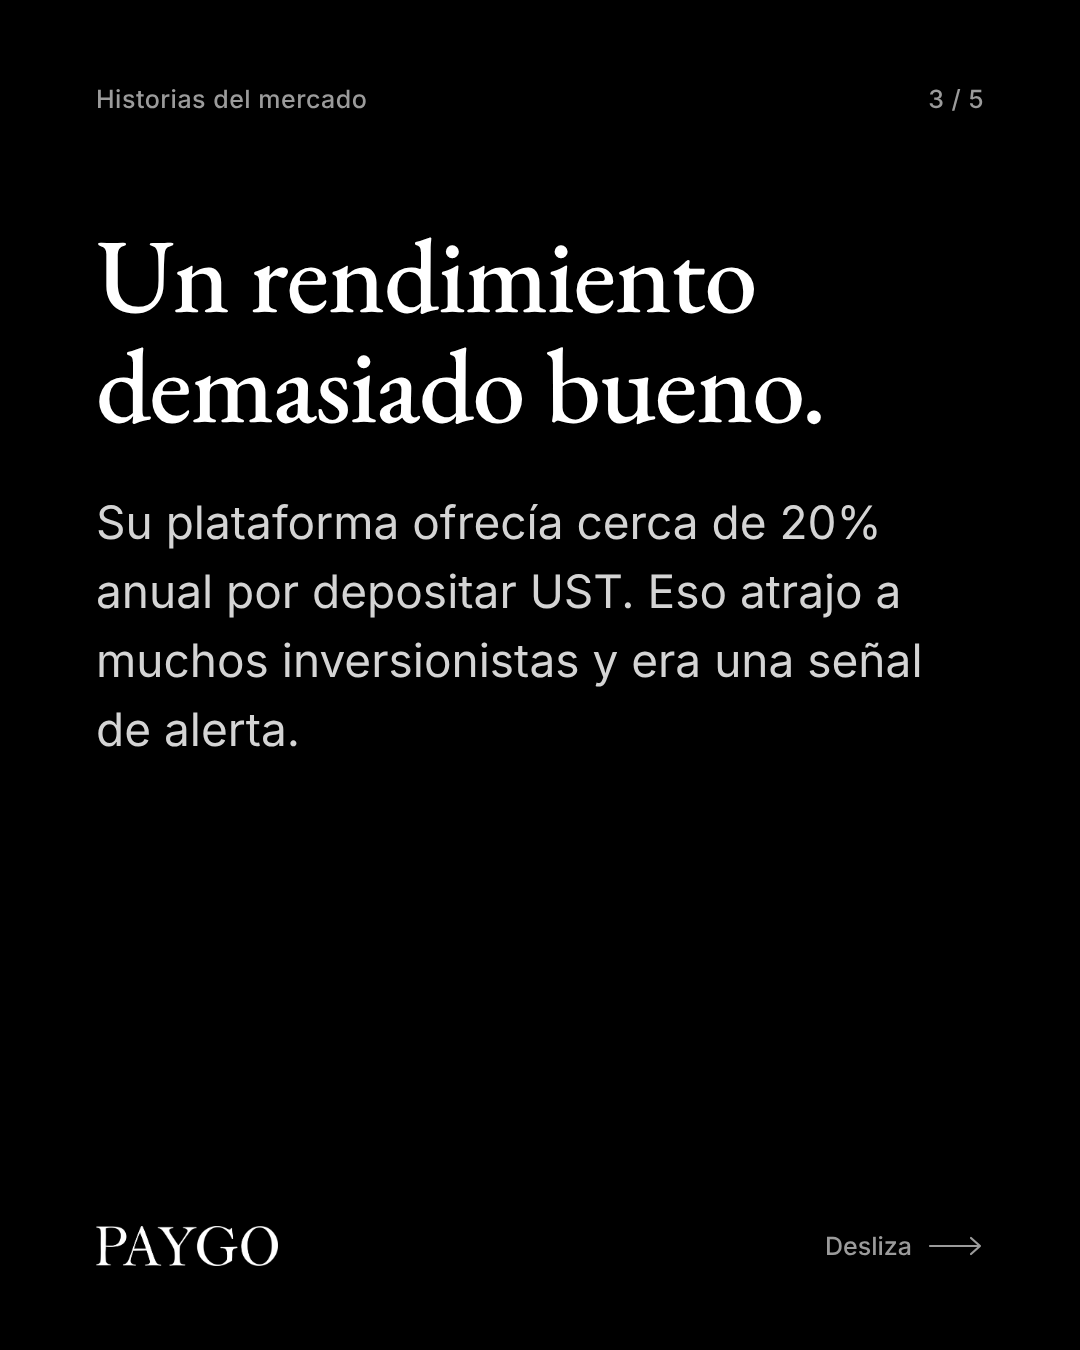 Historias del mercado
3 / 5
Un rendimiento
demasiado bueno.
Su plataforma ofrecía cerca de 20%
anual por depositar UST. Eso atrajo a
muchos inversionistas y era una señal
de alerta.
PAYGO
Desliza